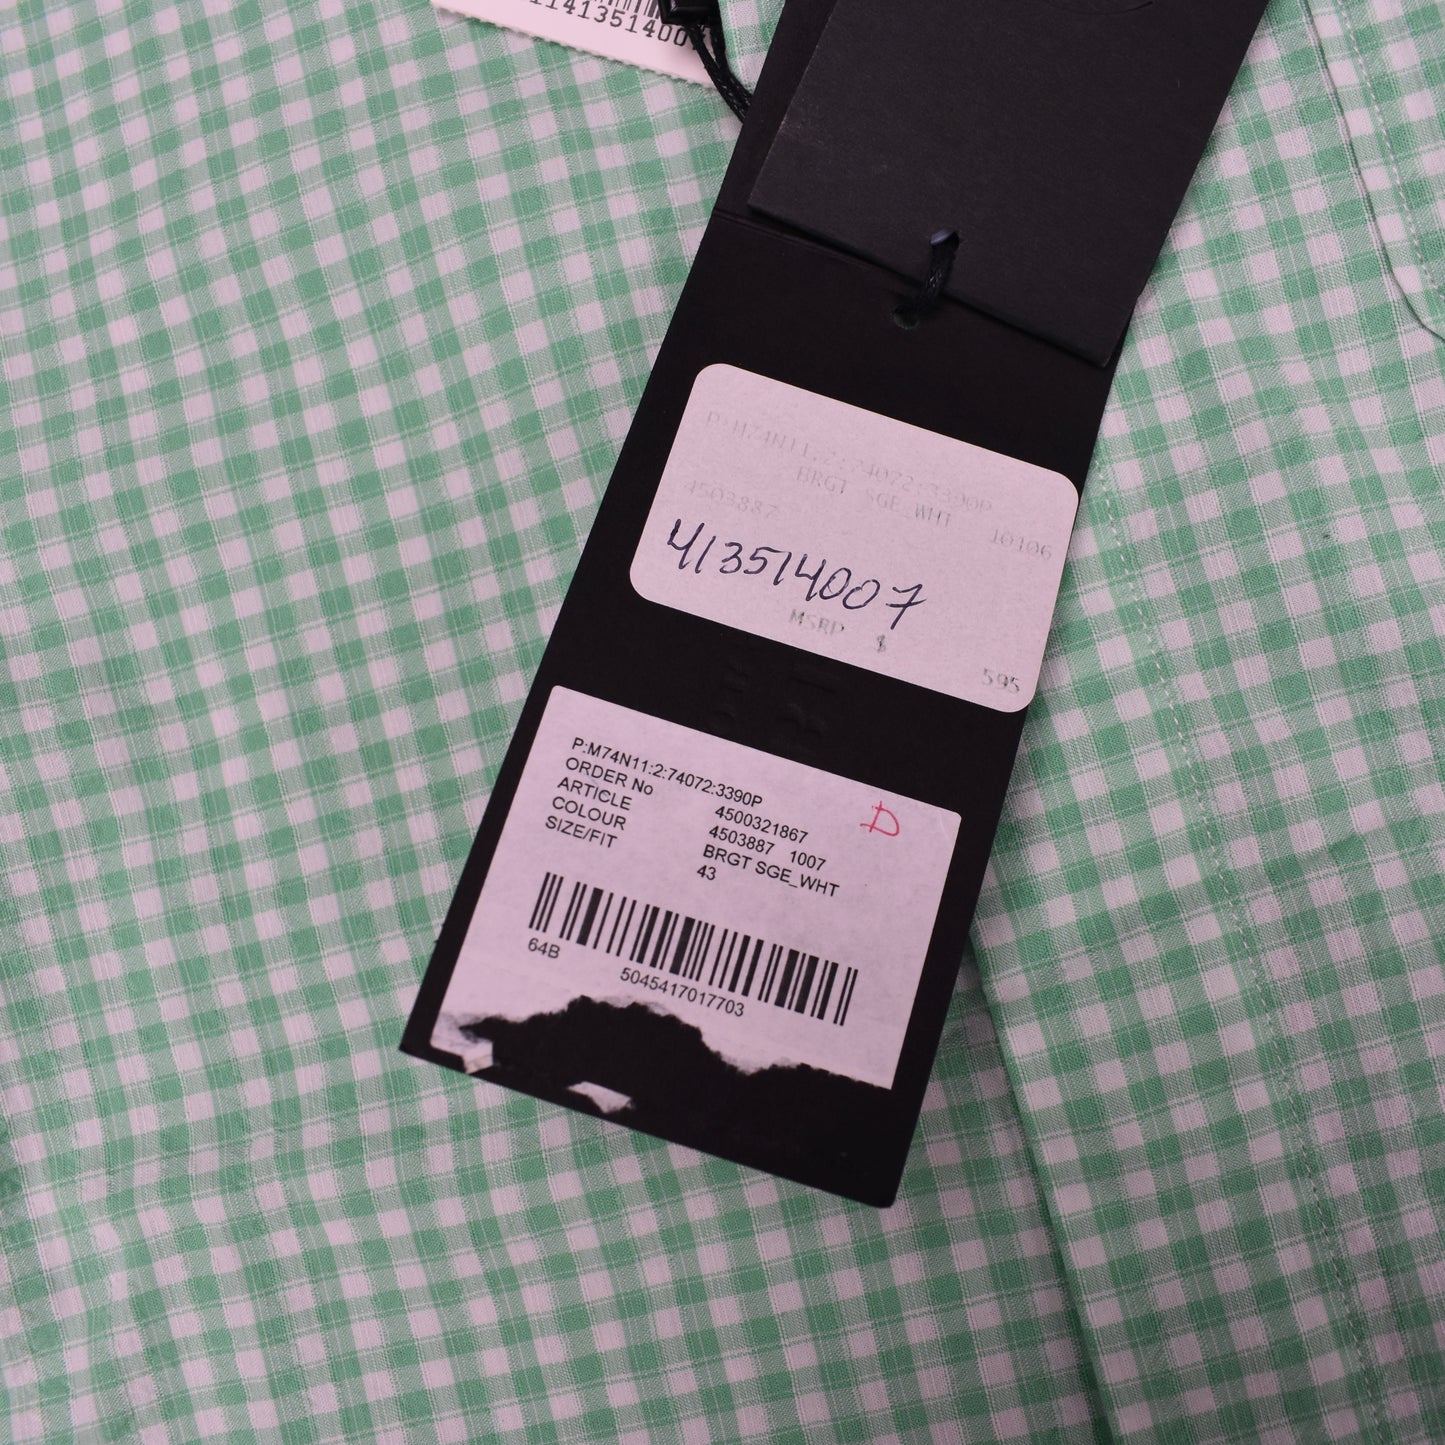 1141351400
P:M74N11:2:74072:3390P
BRGT SGE_WHT
4503887 10106
413514007
MSRP $
595
P:M74N11:2:74072:3390P
ORDER No 4500321867
ARTICLE 4503887 1007
COLOUR BRGT SGE_WHT
SIZE/FIT 43
D
64B
5045417017703